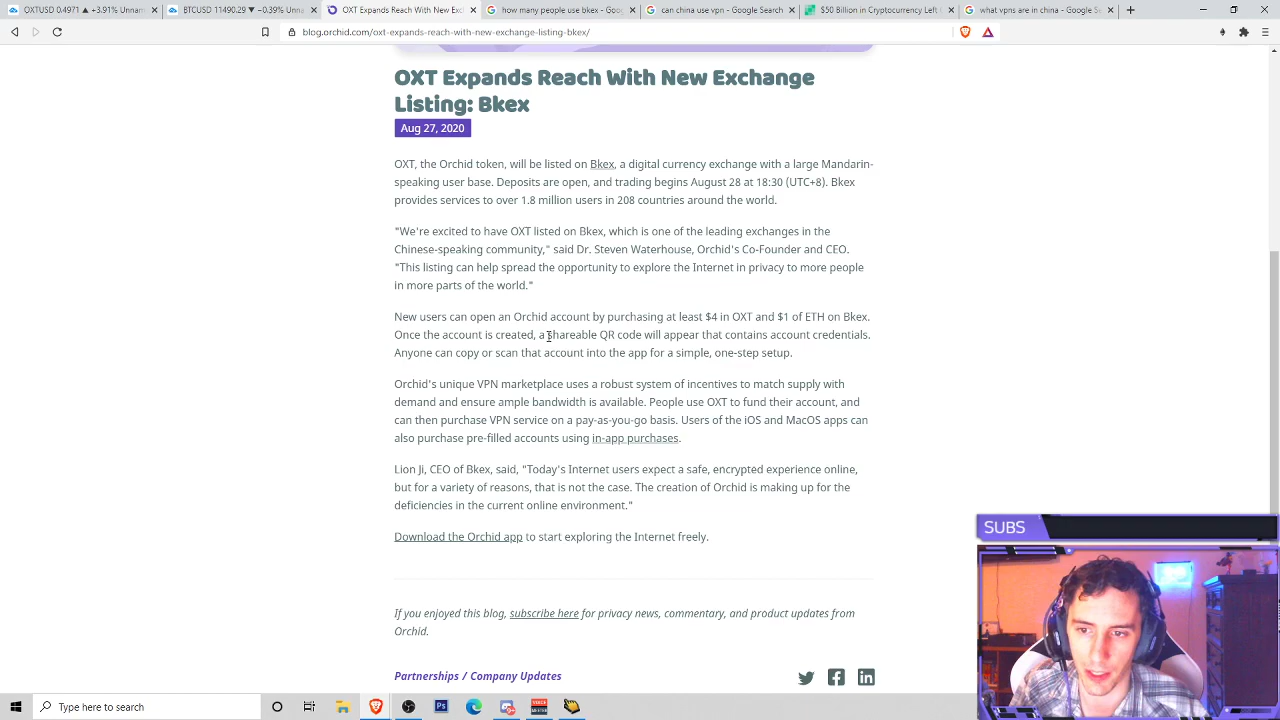 OXTUSD 0.4971 ▲ +3.91% Unnam
BTCUSD 11490.29 ▼ −0.39% Unn
OXT Expands Reach With New Exc
how many people use bkex - Goo
can chinese use crypto - Google S
$50 Billion in Cryptocurrency Left (
what vpns use in china - Google Se
blog.orchid.com/oxt-expands-reach-with-new-exchange-listing-bkex/
OXT Expands Reach With New Exchange
Listing: Bkex
Aug 27, 2020
OXT, the Orchid token, will be listed on Bkex, a digital currency exchange with a large Mandarin-
speaking user base. Deposits are open, and trading begins August 28 at 18:30 (UTC+8). Bkex
provides services to over 1.8 million users in 208 countries around the world.
"We're excited to have OXT listed on Bkex, which is one of the leading exchanges in the
Chinese-speaking community," said Dr. Steven Waterhouse, Orchid's Co-Founder and CEO.
"This listing can help spread the opportunity to explore the Internet in privacy to more people
in more parts of the world."
New users can open an Orchid account by purchasing at least $4 in OXT and $1 of ETH on Bkex.
Once the account is created, a shareable QR code will appear that contains account credentials.
Anyone can copy or scan that account into the app for a simple, one-step setup.
Orchid's unique VPN marketplace uses a robust system of incentives to match supply with
demand and ensure ample bandwidth is available. People use OXT to fund their account, and
can then purchase VPN service on a pay-as-you-go basis. Users of the iOS and MacOS apps can
also purchase pre-filled accounts using in-app purchases.
Lion Ji, CEO of Bkex, said, "Today's Internet users expect a safe, encrypted experience online,
but for a variety of reasons, that is not the case. The creation of Orchid is making up for the
deficiencies in the current online environment."
Download the Orchid app to start exploring the Internet freely.
SUBS
If you enjoyed this blog, subscribe here for privacy news, commentary, and product updates from
Orchid.
Partnerships / Company Updates
Type here to search